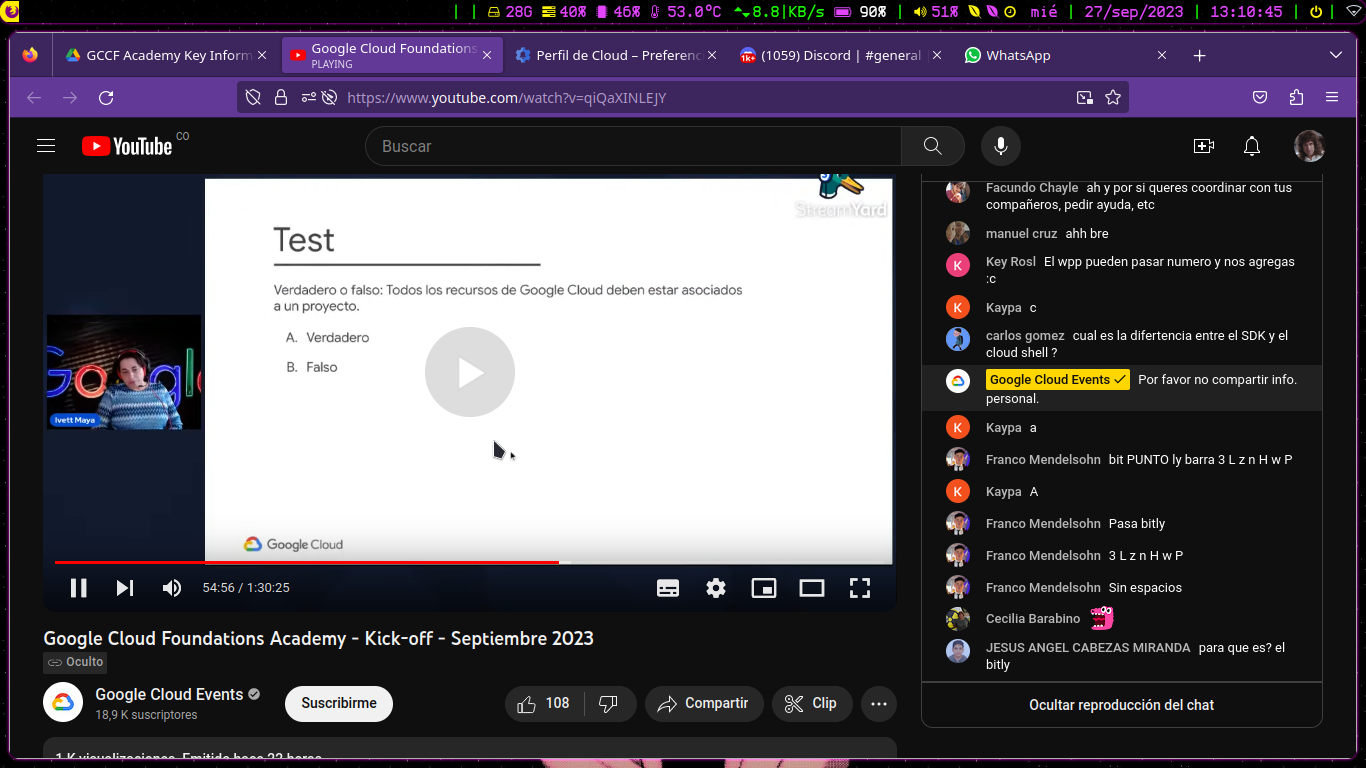 28G 40% 46% 53.0°C 8.8|KB/s 90% 51% mié 27/sep/2023 13:10:45
GCCF Academy Key Inform
Google Cloud Foundations
PLAYING
Perfil de Cloud – Preferenc
(1059) Discord | #general
WhatsApp
https://www.youtube.com/watch?v=qiQaXINLEJY
YouTube CO
Buscar
StreamYard
Test
Verdadero o falso: Todos los recursos de Google Cloud deben estar asociados
a un proyecto.
A. Verdadero
B. Falso
Google
Ivett Maya
Google Cloud
54:56 / 1:30:25
Google Cloud Foundations Academy - Kick-off - Septiembre 2023
Oculto
Google Cloud Events
18,9 K suscriptores
Suscribirme
108
Compartir
Clip
1 K visualizaciones Emitido hace 22 horas
Facundo Chayle ah y por si queres coordinar con tus
compañeros, pedir ayuda, etc
manuel cruz ahh bre
K
Key Rosl El wpp pueden pasar numero y nos agregas
:c
K
Kaypa c
carlos gomez cual es la difertencia entre el SDK y el
cloud shell ?
Google Cloud Events Por favor no compartir info.
personal.
K
Kaypa a
Franco Mendelsohn bit PUNTO ly barra 3 L z n H w P
K
Kaypa A
Franco Mendelsohn Pasa bitly
Franco Mendelsohn 3 L z n H w P
Franco Mendelsohn Sin espacios
Cecilia Barabino
JESUS ANGEL CABEZAS MIRANDA para que es? el
bitly
Ocultar reproducción del chat